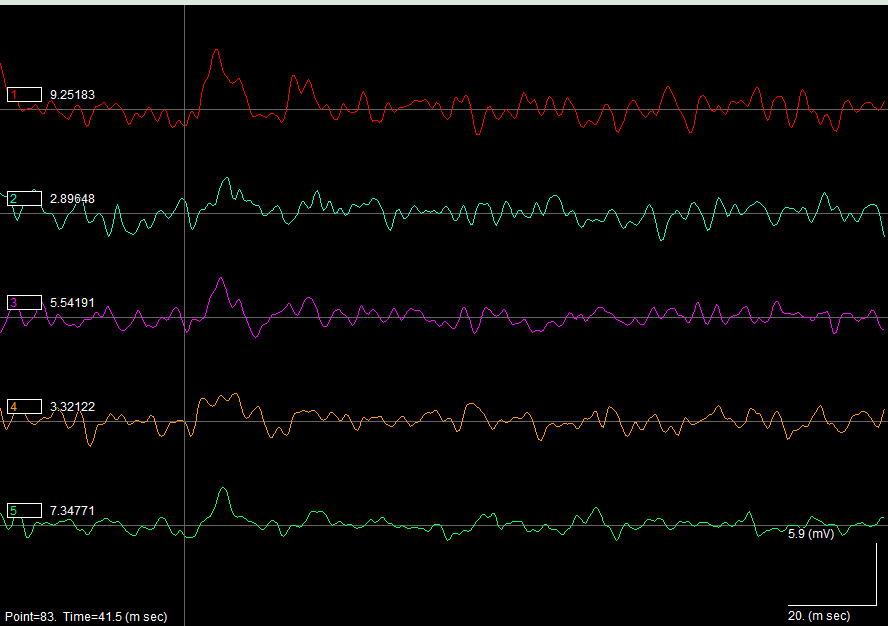 1 9.25183
2 2.89648
3 5.54191
4 3.32122
5 7.34771
5.9 (mV)
20. (m sec)
Point=83. Time=41.5 (m sec)